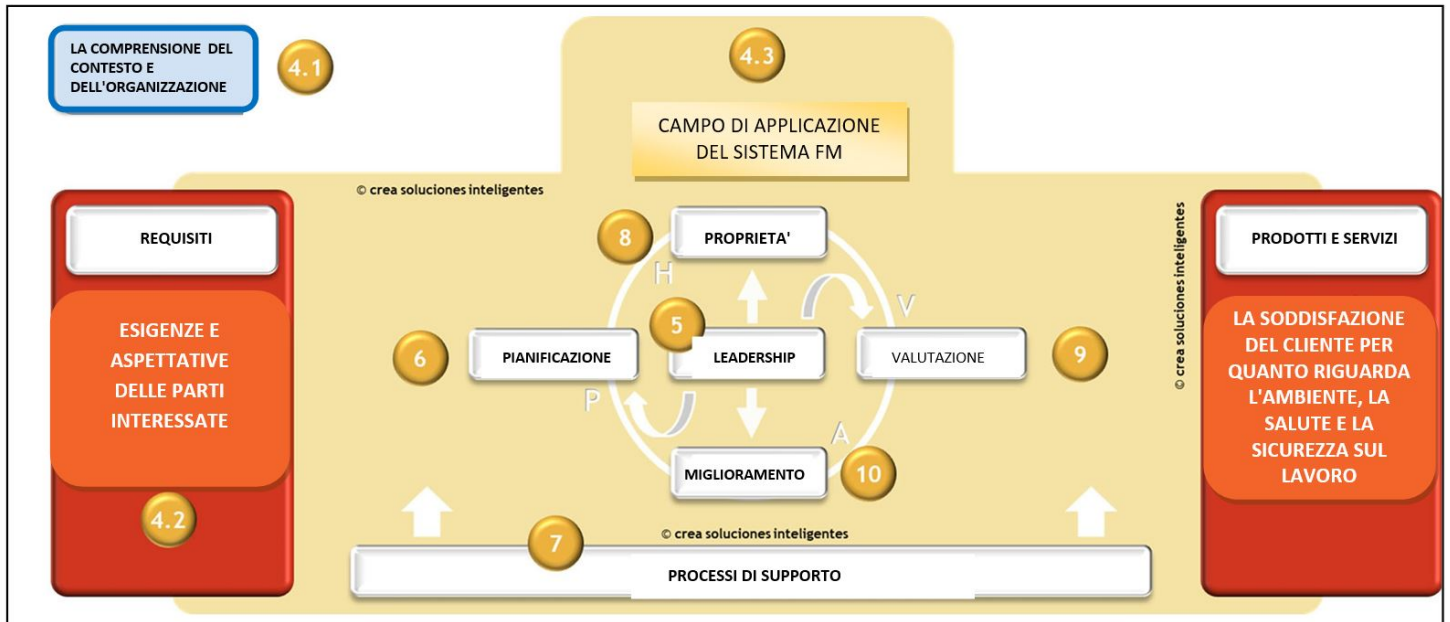 LA COMPRENSIONE DEL
CONTESTO E
DELL'ORGANIZZAZIONE
4.1
4.3
CAMPO DI APPLICAZIONE
DEL SISTEMA FM
© crea soluciones inteligentes
REQUISITI
ESIGENZE E
ASPETTATIVE
DELLE PARTI
INTERESSATE
4.2
8
PROPRIETA'
H
V
5
6
PIANIFICAZIONE
LEADERSHIP
VALUTAZIONE
9
P
A
MIGLIORAMENTO
10
© crea soluciones inteligentes
7
PROCESSI DI SUPPORTO
© crea soluciones inteligentes
PRODOTTI E SERVIZI
LA SODDISFAZIONE
DEL CLIENTE PER
QUANTO RIGUARDA
L'AMBIENTE, LA
SALUTE E LA
SICUREZZA SUL
LAVORO